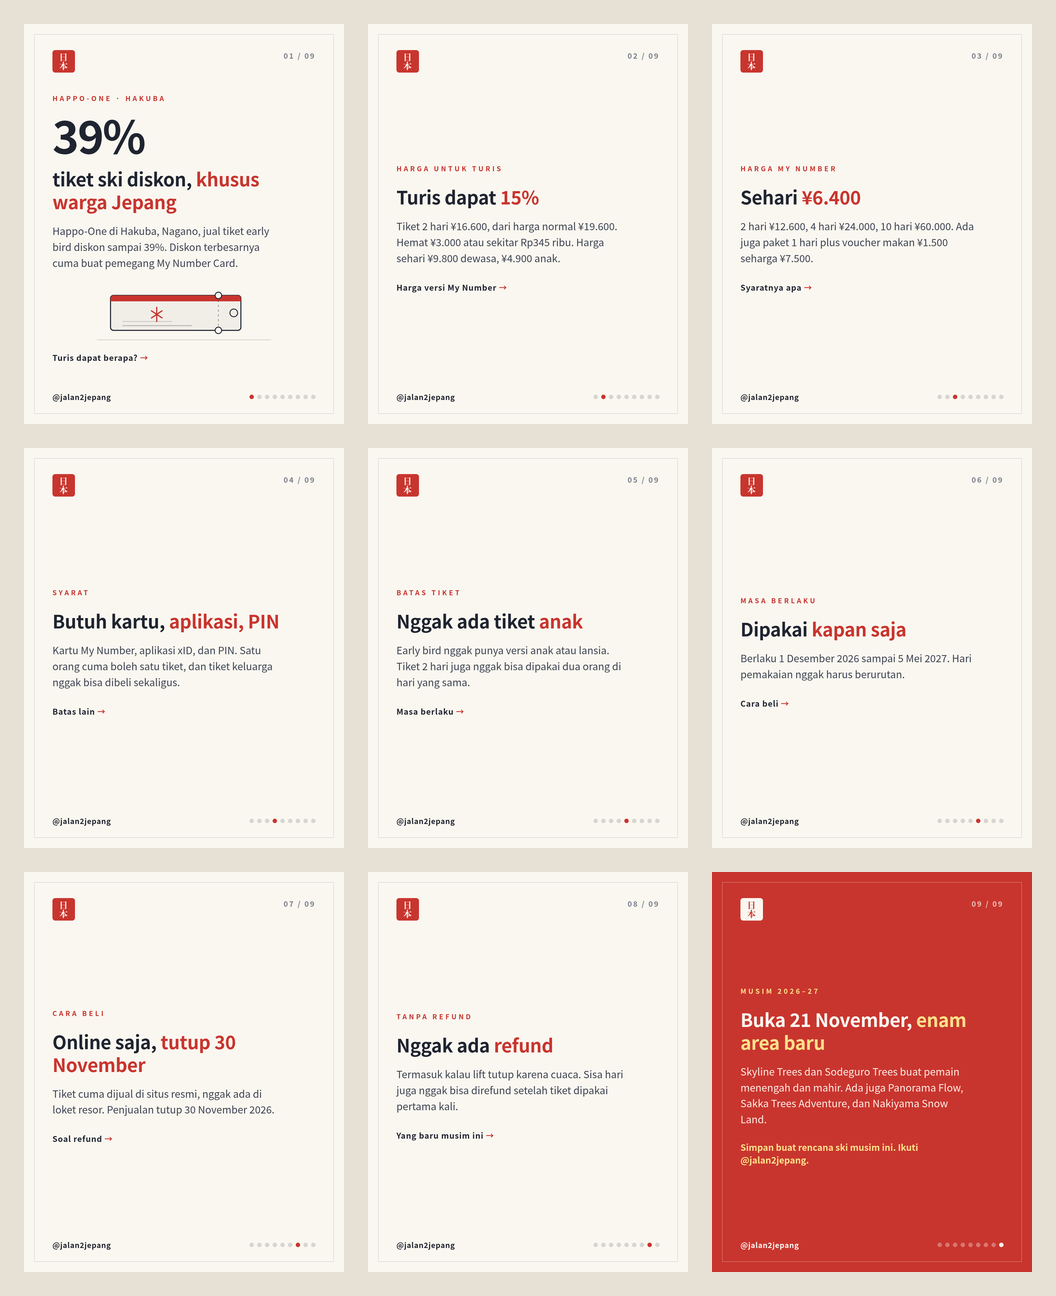 日本
01 / 09
HAPPO-ONE · HAKUBA
39%
tiket ski diskon, khusus
warga Jepang
Happo-One di Hakuba, Nagano, jual tiket early
bird diskon sampai 39%. Diskon terbesarnya
cuma buat pemegang My Number Card.
Turis dapat berapa? →
@jalan2jepang
日本
02 / 09
HARGA UNTUK TURIS
Turis dapat 15%
Tiket 2 hari ¥16.600, dari harga normal ¥19.600.
Hemat ¥3.000 atau sekitar Rp345 ribu. Harga
sehari ¥9.800 dewasa, ¥4.900 anak.
Harga versi My Number →
@jalan2jepang
日本
03 / 09
HARGA MY NUMBER
Sehari ¥6.400
2 hari ¥12.600, 4 hari ¥24.000, 10 hari ¥60.000. Ada
juga paket 1 hari plus voucher makan ¥1.500
seharga ¥7.500.
Syaratnya apa →
@jalan2jepang
日本
04 / 09
SYARAT
Butuh kartu, aplikasi, PIN
Kartu My Number, aplikasi xID, dan PIN. Satu
orang cuma boleh satu tiket, dan tiket keluarga
nggak bisa dibeli sekaligus.
Batas lain →
@jalan2jepang
日本
05 / 09
BATAS TIKET
Nggak ada tiket anak
Early bird nggak punya versi anak atau lansia.
Tiket 2 hari juga nggak bisa dipakai dua orang di
hari yang sama.
Masa berlaku →
@jalan2jepang
日本
06 / 09
MASA BERLAKU
Dipakai kapan saja
Berlaku 1 Desember 2026 sampai 5 Mei 2027. Hari
pemakaian nggak harus berurutan.
Cara beli →
@jalan2jepang
日本
07 / 09
CARA BELI
Online saja, tutup 30
November
Tiket cuma dijual di situs resmi, nggak ada di
loket resor. Penjualan tutup 30 November 2026.
Soal refund →
@jalan2jepang
日本
08 / 09
TANPA REFUND
Nggak ada refund
Termasuk kalau lift tutup karena cuaca. Sisa hari
juga nggak bisa direfund setelah tiket dipakai
pertama kali.
Yang baru musim ini →
@jalan2jepang
日本
09 / 09
MUSIM 2026–27
Buka 21 November, enam
area baru
Skyline Trees dan Sodeguro Trees buat pemain
menengah dan mahir. Ada juga Panorama Flow,
Sakka Trees Adventure, dan Nakiyama Snow
Land.
Simpan buat rencana ski musim ini. Ikuti
@jalan2jepang.
@jalan2jepang